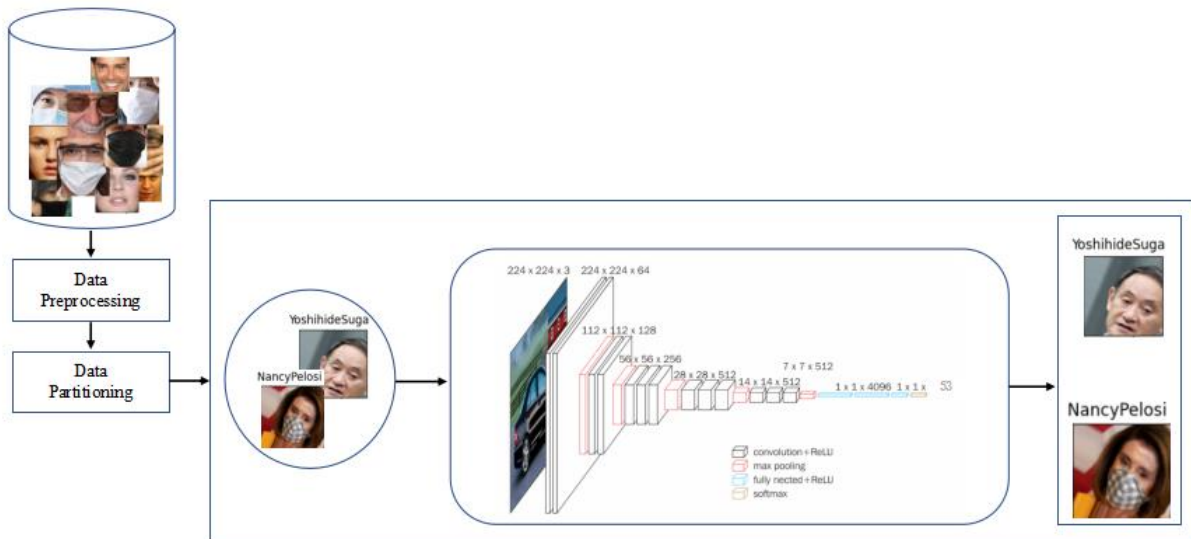 Data
Preprocessing
Data
Partitioning
YoshihideSuga
NancyPelosi
224 x 224 x 3
224 x 224 x 64
112 x 112 x 128
56 x 56 x 256
28 x 28 x 512
14 x 14 x 512
7 x 7 x 512
1 x 1 x 4096
1 x 1 x
53
convolution+ReLU
max pooling
fully nected+ReLU
softmax
YoshihideSuga
NancyPelosi